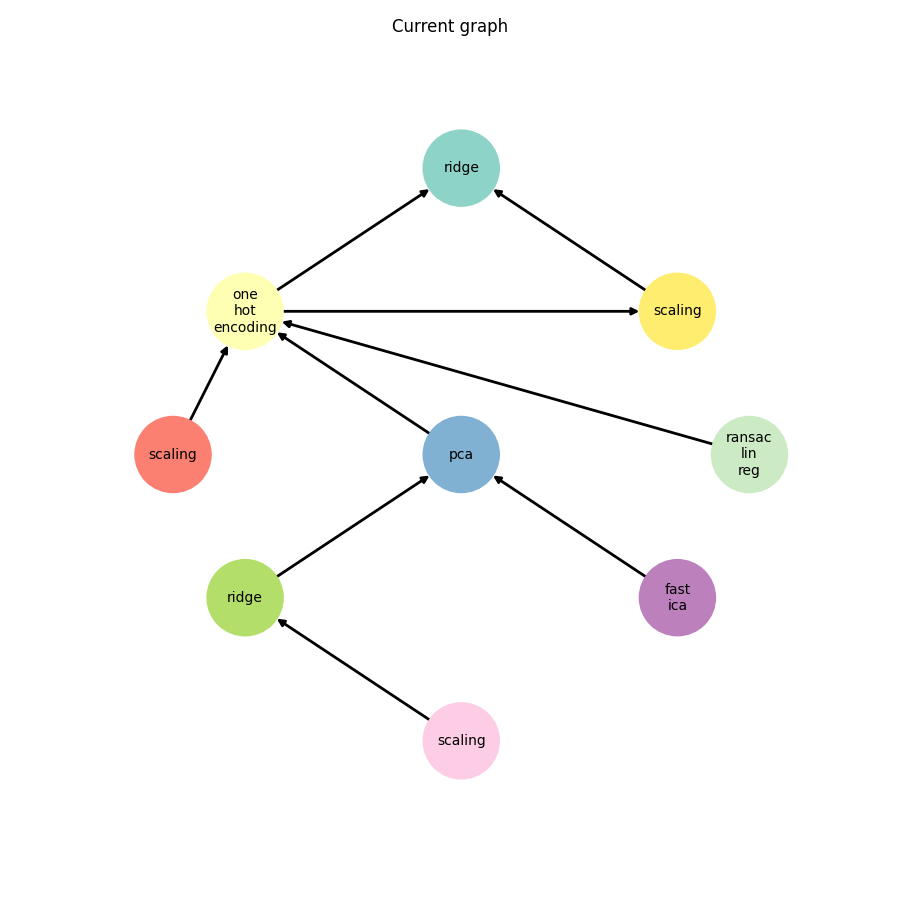 Current graph
ridge
one
hot
encoding
scaling
scaling
pca
ransac
lin
reg
ridge
fast
ica
scaling